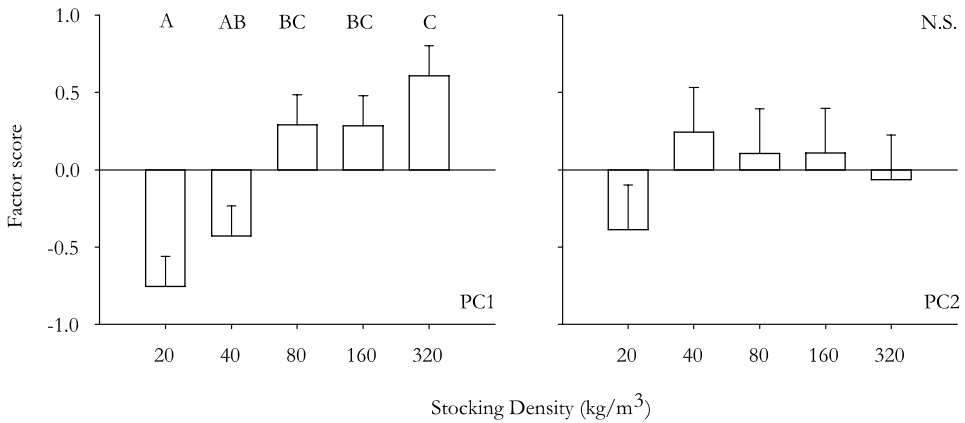 1.0 A AB BC BC C N.S.
0.5
Factor score
0.0
-0.5
PC1 PC2
-1.0
20 40 80 160 320 20 40 80 160 320
Stocking Density (kg/m³)